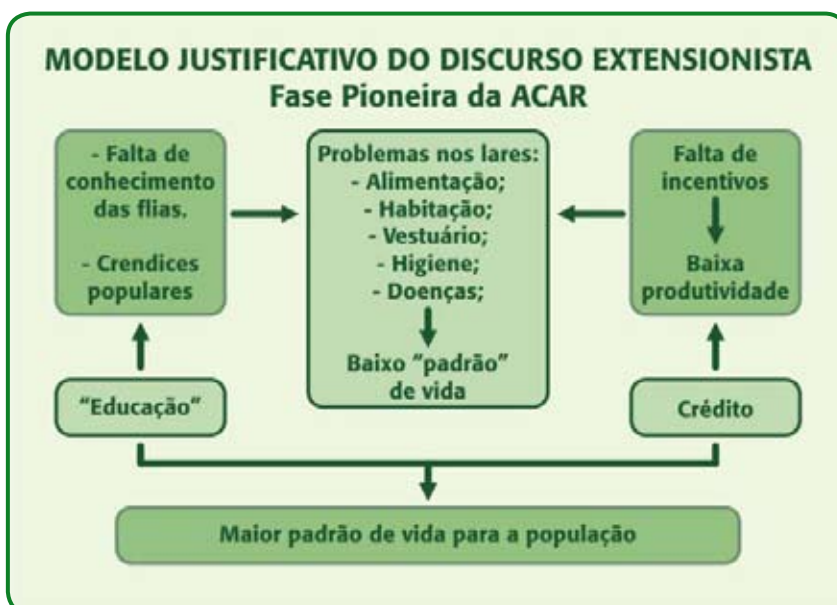 MODELO JUSTIFICATIVO DO DISCURSO EXTENSIONISTA
Fase Pioneira da ACAR
- Falta de
conhecimento
das flias.
- Crendices
populares
Problemas nos lares:
- Alimentação;
- Habitação;
- Vestuário;
- Higiene;
- Doenças;
Baixo “padrão”
de vida
Falta de
incentivos
Baixa
produtividade
“Educação”
Crédito
Maior padrão de vida para a população